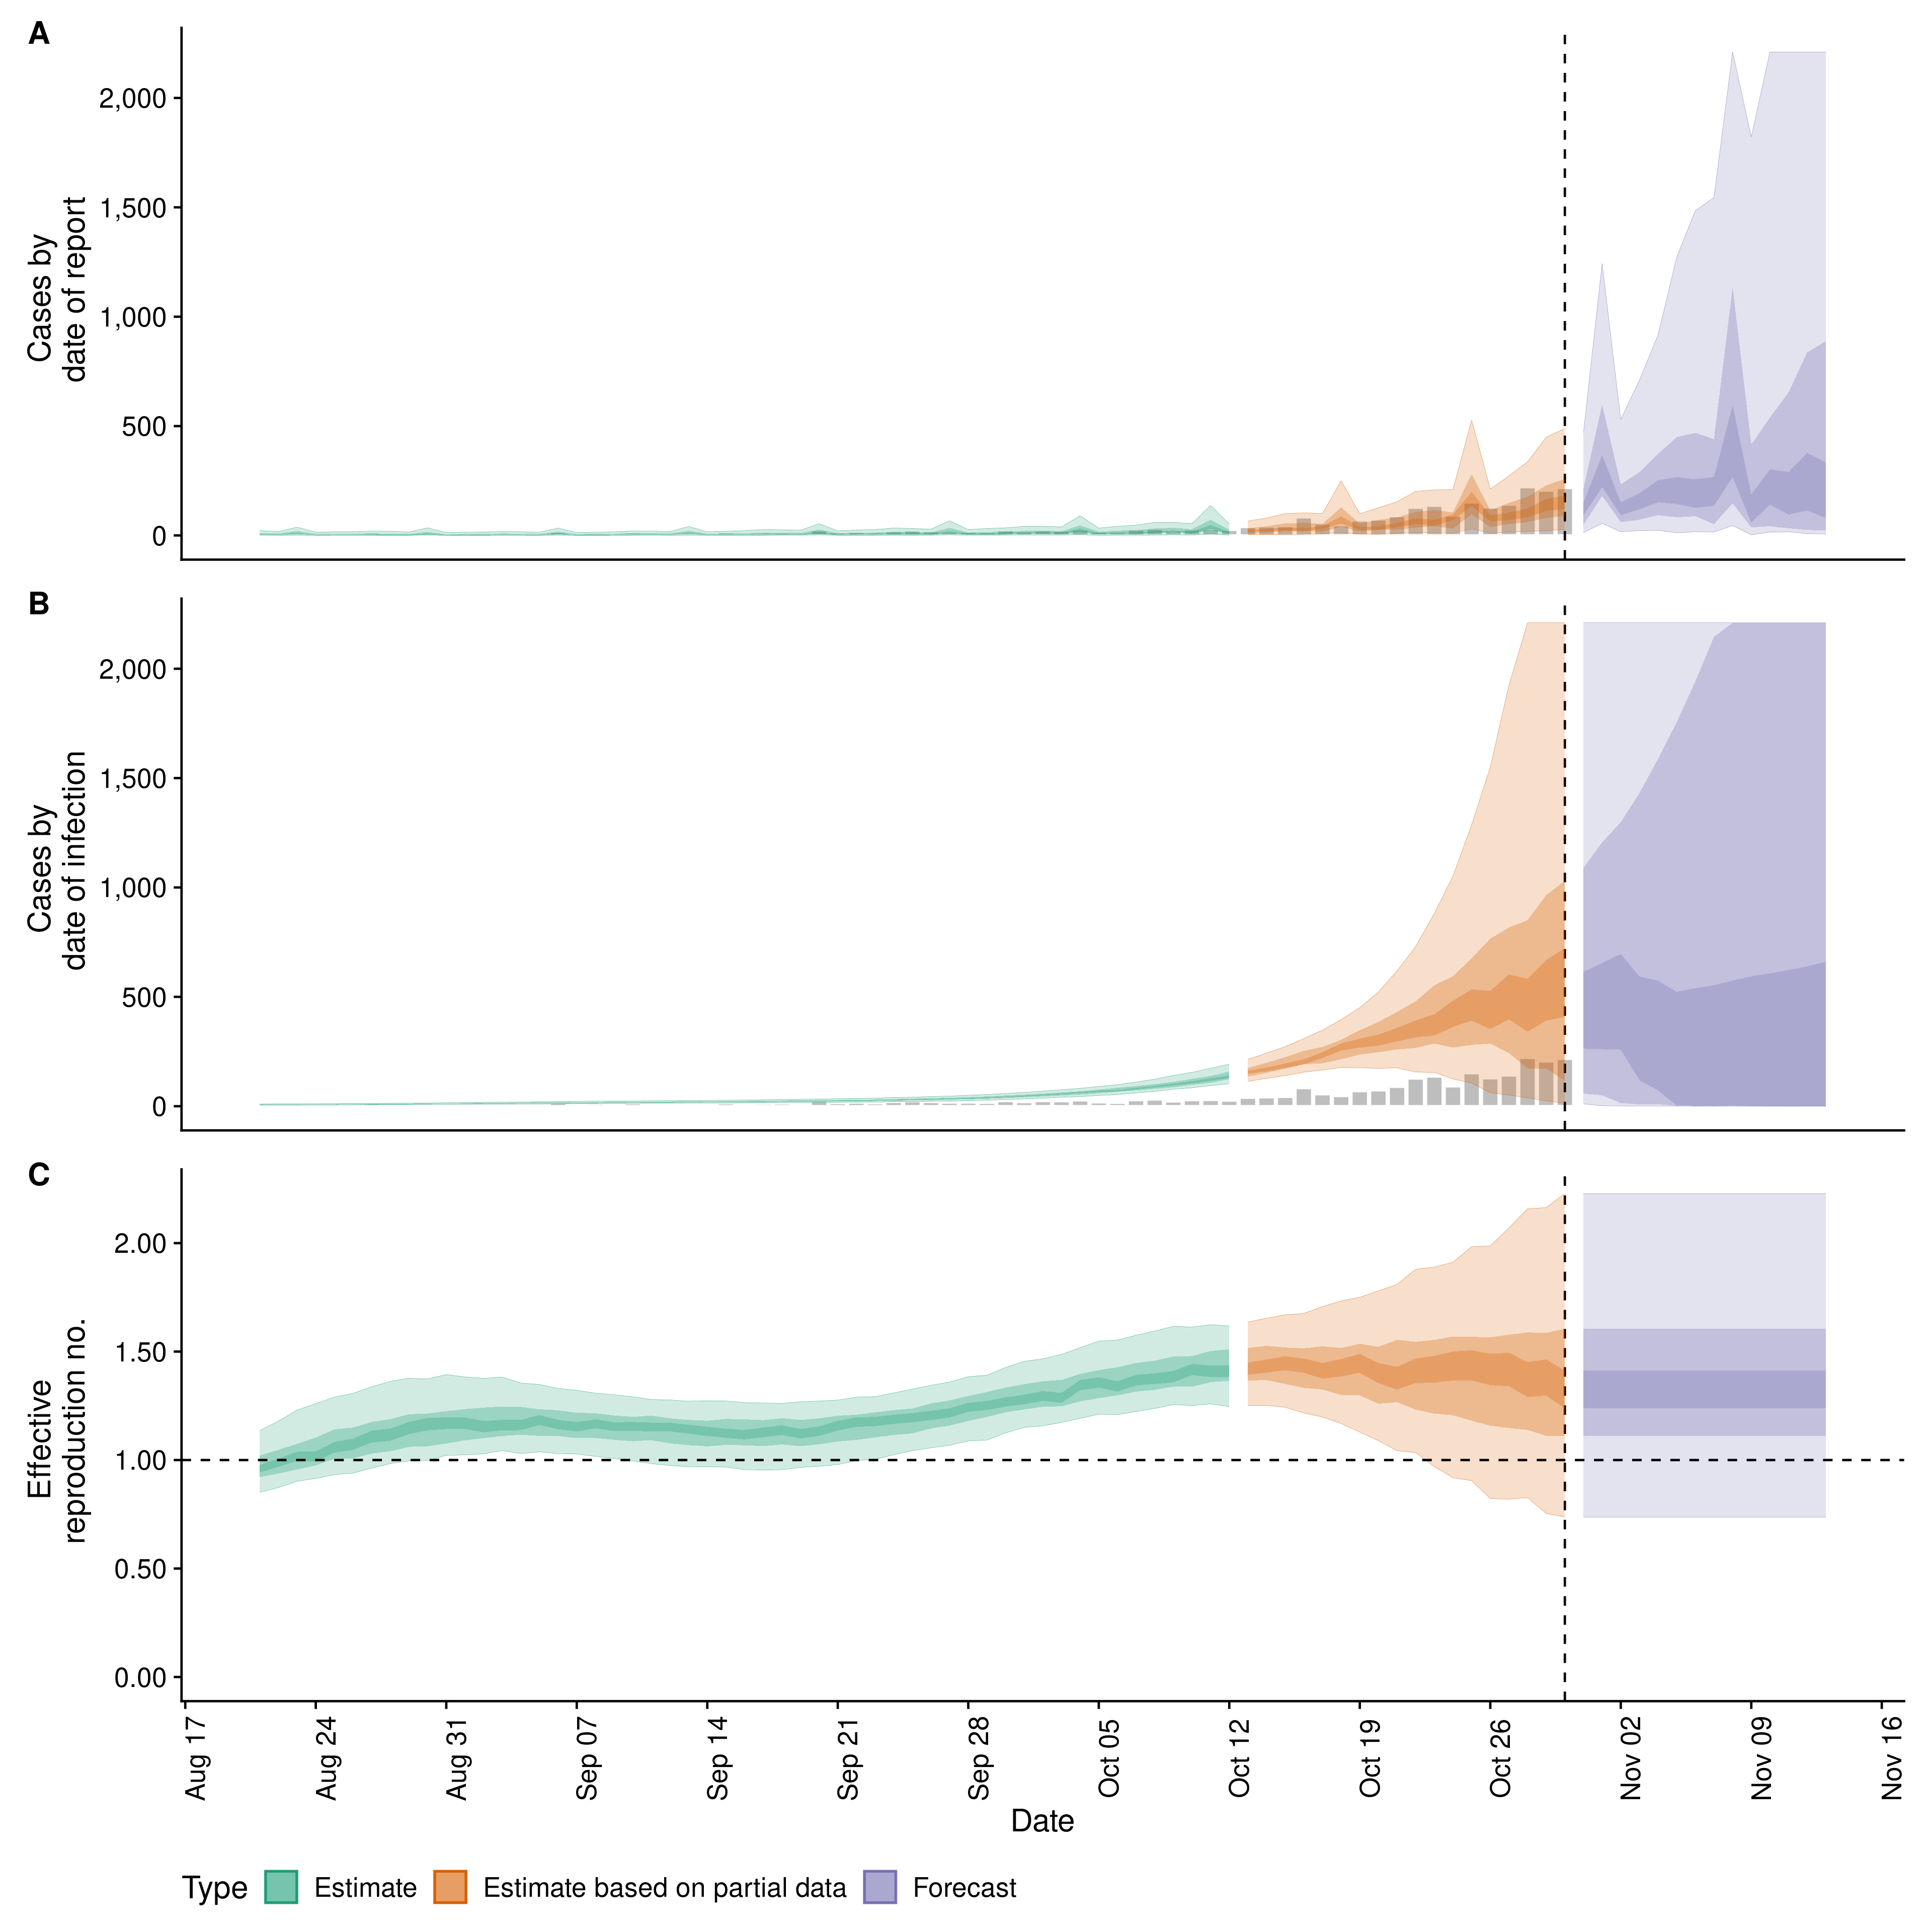 A
Cases by
date of report
2,000
1,500
1,000
500
0
B
Cases by
date of infection
2,000
1,500
1,000
500
0
C
Effective
reproduction no.
2.00
1.50
1.00
0.50
0.00
Aug 17
Aug 24
Aug 31
Sep 07
Sep 14
Sep 21
Sep 28
Oct 05
Oct 12
Oct 19
Oct 26
Nov 02
Nov 09
Nov 16
Date
Type Estimate Estimate based on partial data Forecast